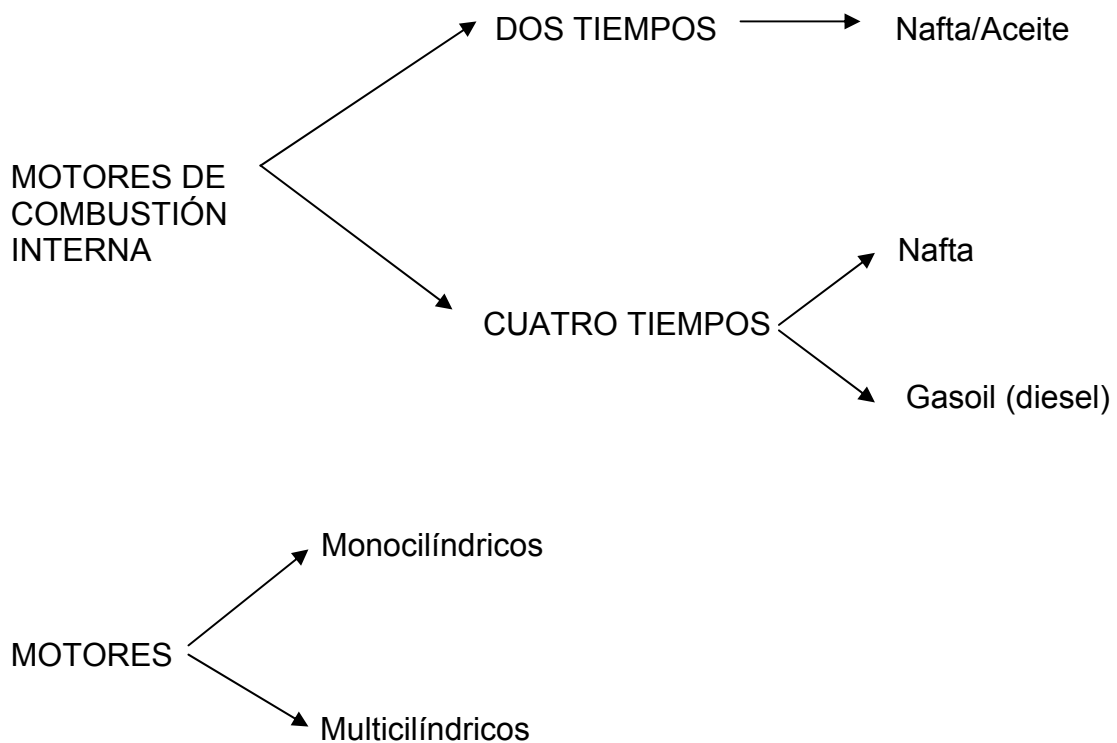 DOS TIEMPOS
Nafta/Aceite
MOTORES DE
COMBUSTIÓN
INTERNA
Nafta
CUATRO TIEMPOS
Gasoil (diesel)
Monocilíndricos
MOTORES
Multicilíndricos